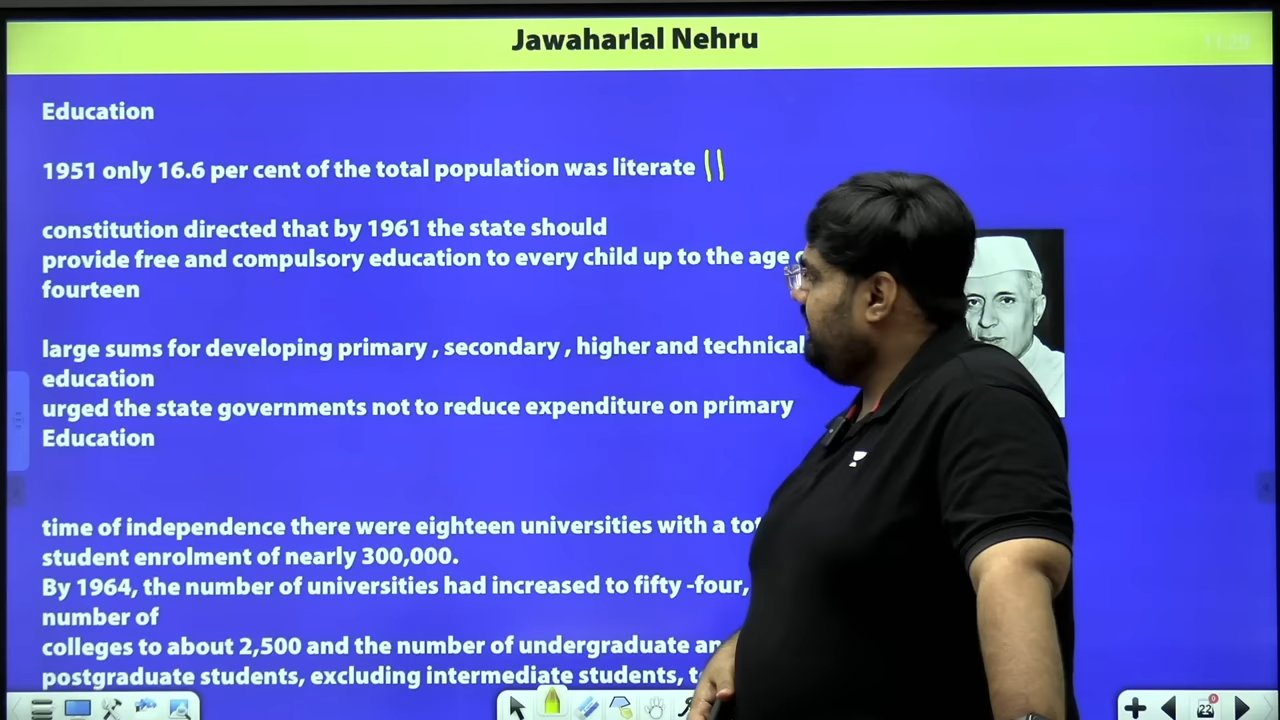 Jawaharlal Nehru
11:29
Education
1951 only 16.6 per cent of the total population was literate
constitution directed that by 1961 the state should
provide free and compulsory education to every child up to the age
fourteen
large sums for developing primary , secondary , higher and technical
education
urged the state governments not to reduce expenditure on primary
Education
time of independence there were eighteen universities with a
student enrolment of nearly 300,000.
By 1964, the number of universities had increased to fifty -four,
number of
colleges to about 2,500 and the number of undergraduate
postgraduate students, excluding intermediate students,